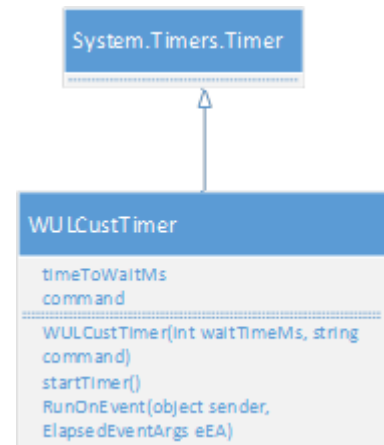 System.Timers.Timer
WULCustTimer
timeToWaitMs
command
WULCustTimer(int waitTimeMs, string
command)
startTimer()
RunOnEvent(object sender,
ElapsedEventArgs eEA)